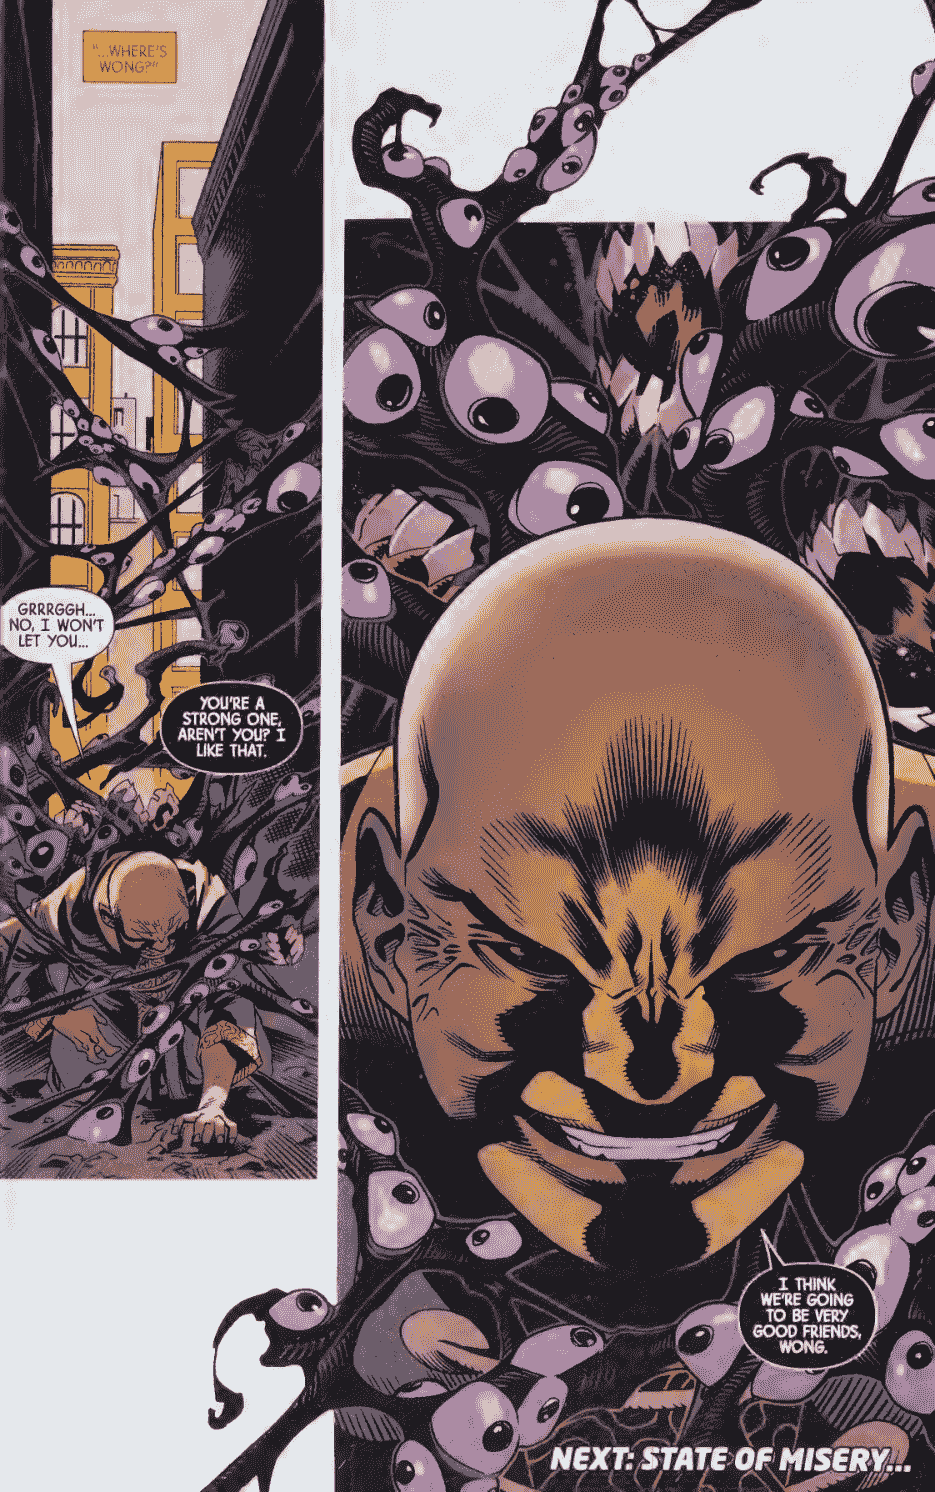 "...WHERE'S
WONG?"
GRRRGGH...
NO, I WON'T
LET YOU...
YOU'RE A
STRONG ONE,
AREN'T YOU? I
LIKE THAT.
I THINK
WE'RE GOING
TO BE VERY
GOOD FRIENDS,
WONG.
NEXT: STATE OF MISERY...